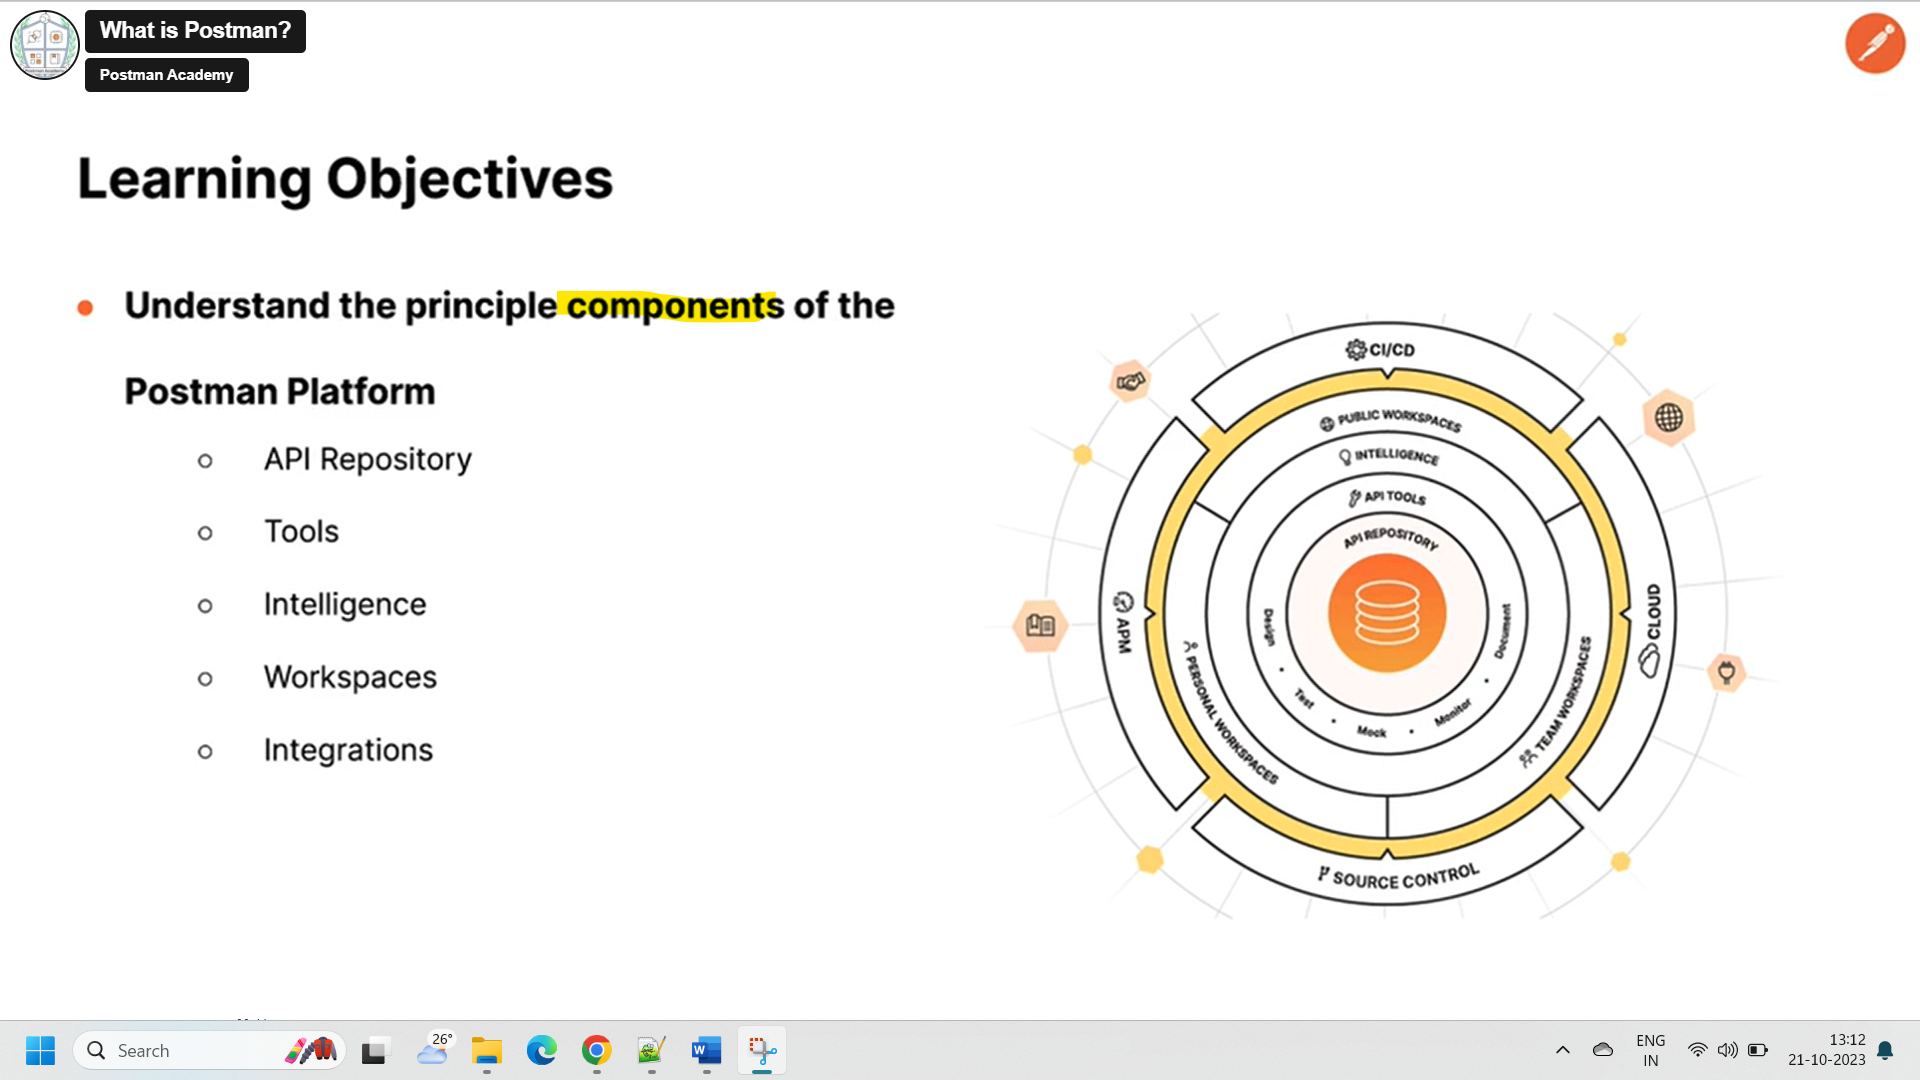 What is Postman?
Postman Academy
Learning Objectives
Understand the principle components of the
Postman Platform
API Repository
Tools
Intelligence
Workspaces
Integrations
CI/CD
PUBLIC WORKSPACES
INTELLIGENCE
API TOOLS
API REPOSITORY
APM
CLOUD
Design • Test • Mock • Monitor • Document
PERSONAL WORKSPACES
TEAM WORKSPACES
SOURCE CONTROL
Search
26°
ENG
IN
13:12
21-10-2023